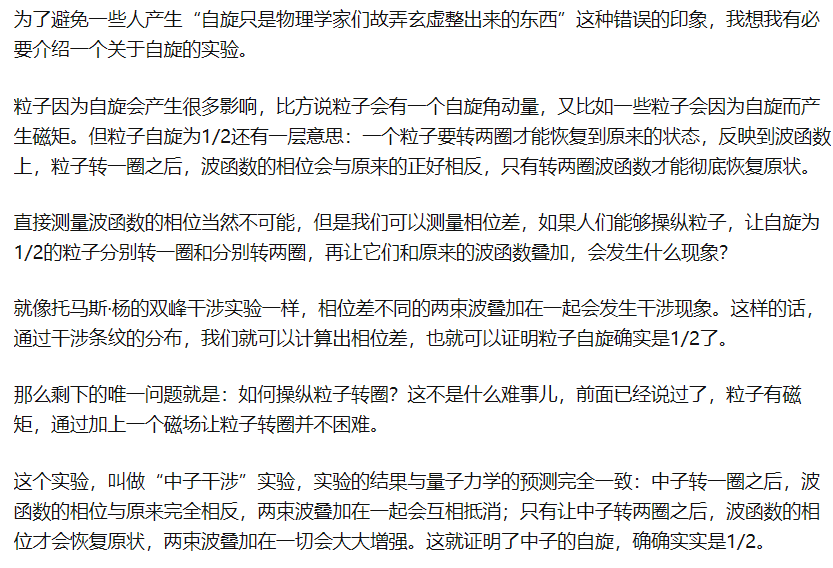 为了避免一些人产生“自旋只是物理学家们故弄玄虚整出来的东西”这种错误的印象，我想我有必
要介绍一个关于自旋的实验。
粒子因为自旋会产生很多影响，比方说粒子会有一个自旋角动量，又比如一些粒子会因为自旋而产
生磁矩。但粒子自旋为1/2还有一层意思：一个粒子要转两圈才能恢复到原来的状态，反映到波函数
上，粒子转一圈之后，波函数的相位会与原来的正好相反，只有转两圈波函数才能彻底恢复原状。
直接测量波函数的相位当然不可能，但是我们可以测量相位差，如果人们能够操纵粒子，让自旋为
1/2的粒子分别转一圈和分别转两圈，再让它们和原来的波函数叠加，会发生什么现象？
就像托马斯·杨的双峰干涉实验一样，相位差不同的两束波叠加在一起会发生干涉现象。这样的话，
通过干涉条纹的分布，我们就可以计算出相位差，也就可以证明粒子自旋确实是1/2了。
那么剩下的唯一问题就是：如何操纵粒子转圈？这不是什么难事儿，前面已经说过了，粒子有磁
矩，通过加上一个磁场让粒子转圈并不困难。
这个实验，叫做“中子干涉”实验，实验的结果与量子力学的预测完全一致：中子转一圈之后，波
函数的相位与原来完全相反，两束波叠加在一起会互相抵消；只有让中子转两圈之后，波函数的相
位才会恢复原状，两束波叠加在一切会大大增强。这就证明了中子的自旋，确确实实是1/2。